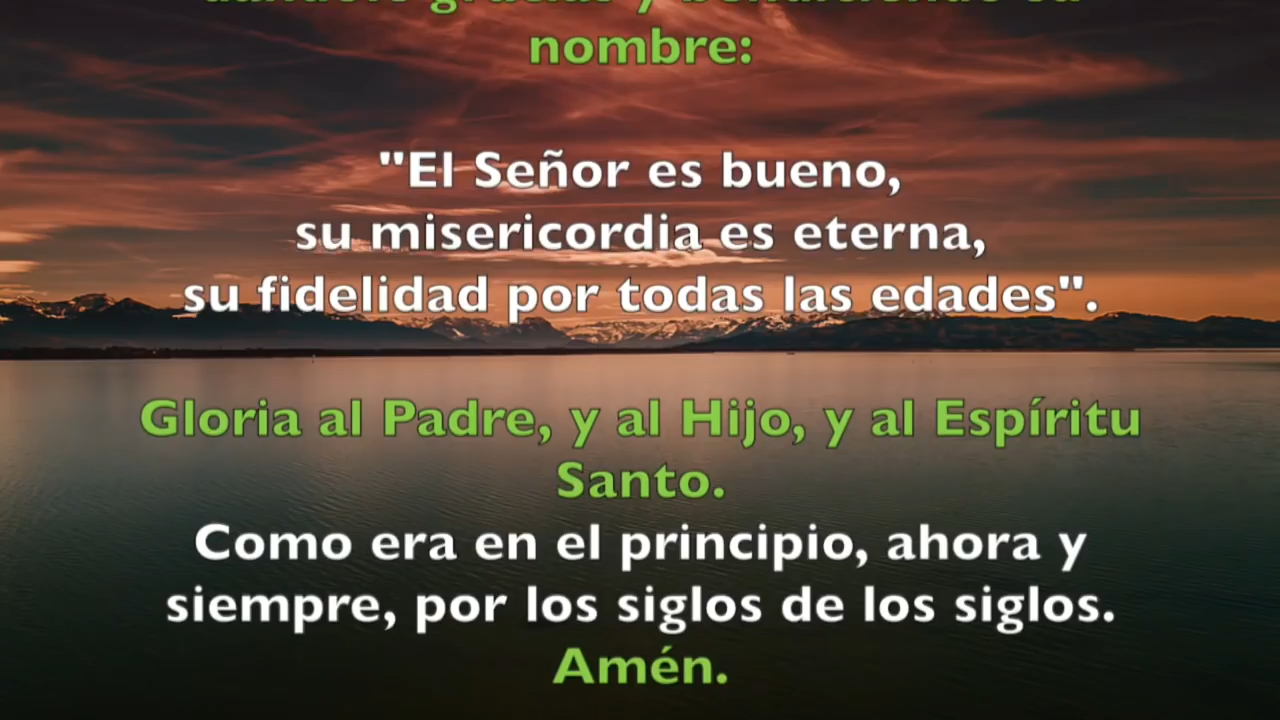 nombre:
"El Señor es bueno,
su misericordia es eterna,
su fidelidad por todas las edades".
Gloria al Padre, y al Hijo, y al Espíritu
Santo.
Como era en el principio, ahora y
siempre, por los siglos de los siglos.
Amén.